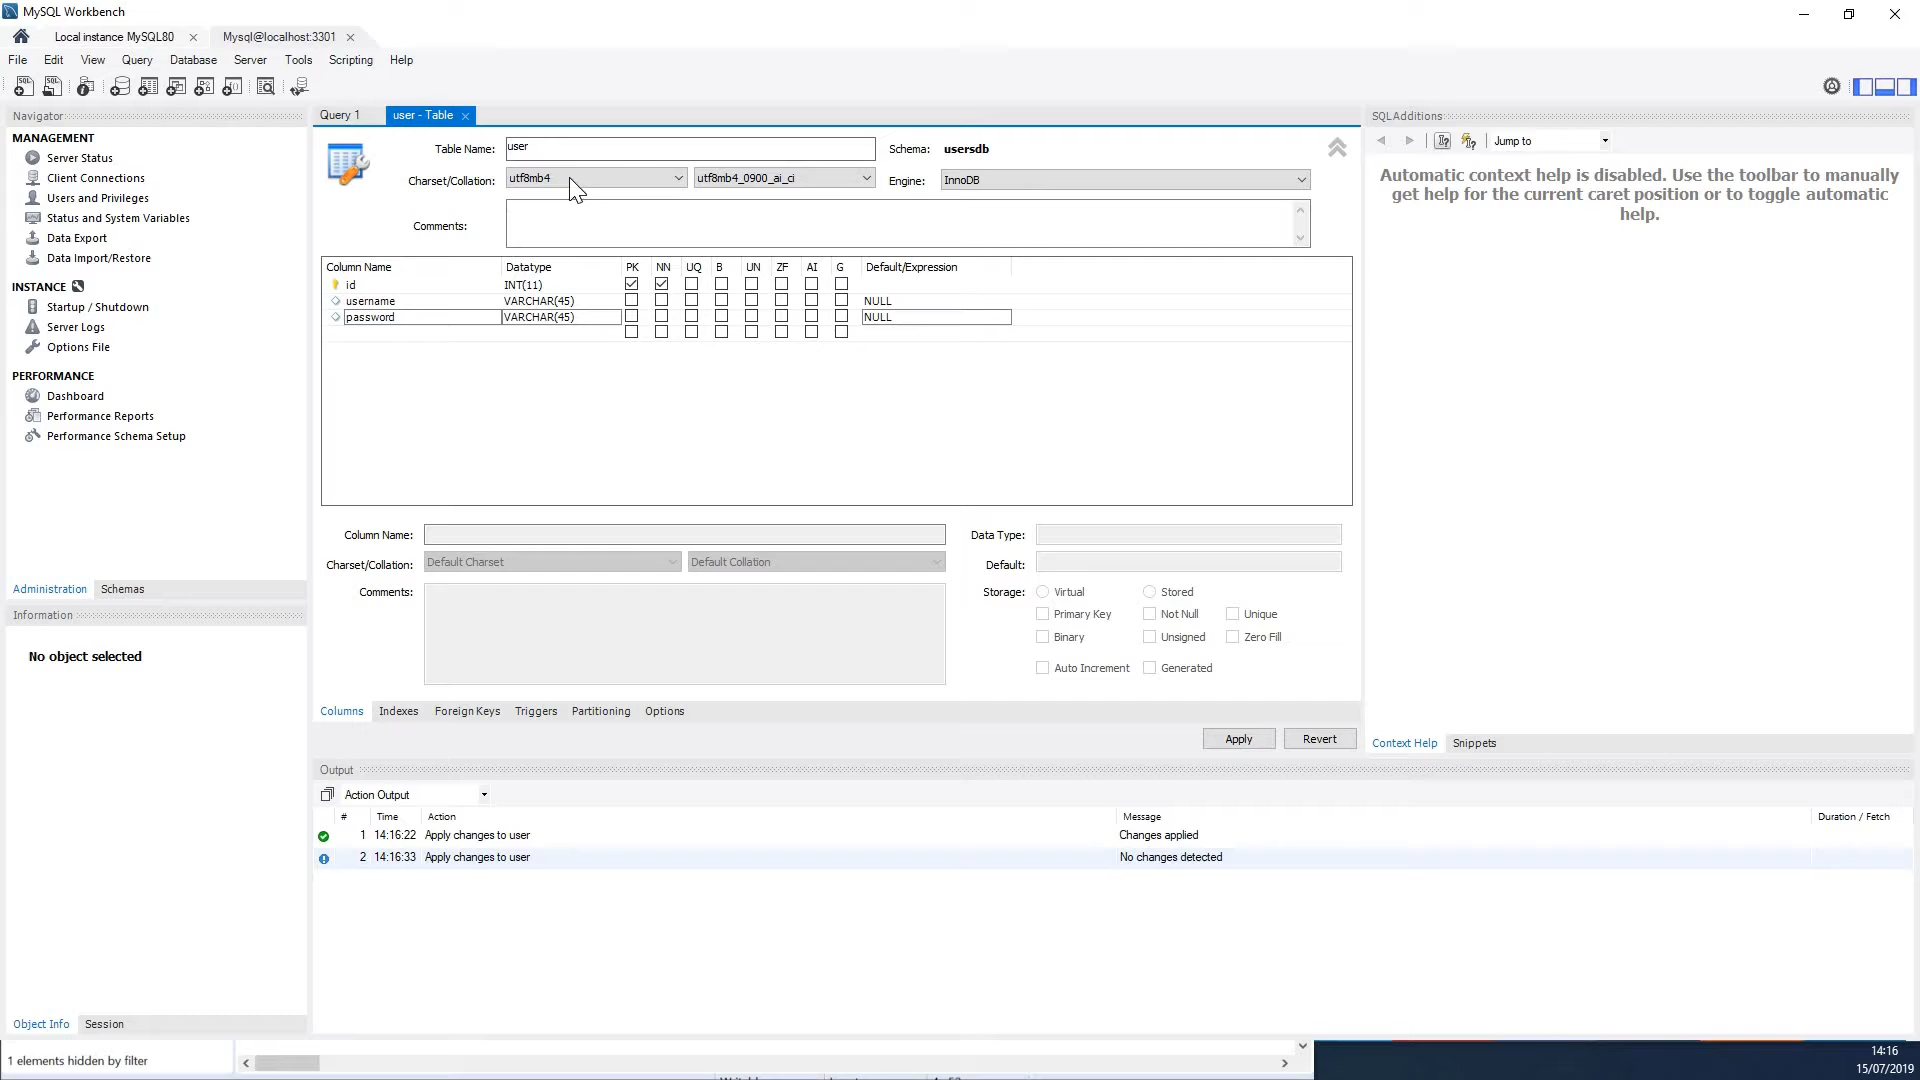 MySQL Workbench
Local instance MySQL80
Mysql@localhost:3301
File Edit View Query Database Server Tools Scripting Help
Navigator
MANAGEMENT
Server Status
Client Connections
Users and Privileges
Status and System Variables
Data Export
Data Import/Restore
INSTANCE
Startup / Shutdown
Server Logs
Options File
PERFORMANCE
Dashboard
Performance Reports
Performance Schema Setup
Administration Schemas
Information
No object selected
Object Info Session
Query 1 user - Table
Table Name: user Schema: usersdb
Charset/Collation: utf8mb4 utf8mb4_0900_ai_ci Engine: InnoDB
Comments:
Column Name Datatype PK NN UQ B UN ZF AI G Default/Expression
id INT(11)
username VARCHAR(45) NULL
password VARCHAR(45) NULL
Column Name: Data Type:
Charset/Collation: Default Charset Default Collation Default:
Comments: Storage: Virtual Stored
Primary Key Not Null Unique
Binary Unsigned Zero Fill
Auto Increment Generated
Columns Indexes Foreign Keys Triggers Partitioning Options
Apply Revert
SQLAdditions
Jump to
Automatic context help is disabled. Use the toolbar to manually
get help for the current caret position or to toggle automatic
help.
Context Help Snippets
Output
Action Output
# Time Action Message Duration / Fetch
1 14:16:22 Apply changes to user Changes applied
2 14:16:33 Apply changes to user No changes detected
1 elements hidden by filter
14:16
15/07/2019